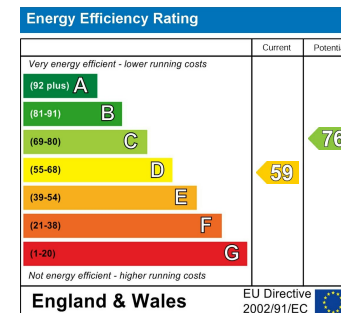 Energy Efficiency Rating
Current Potenti
Very energy efficient - lower running costs
(92 plus) A
(81-91) B
(69-80) C
76
(55-68) D
59
(39-54) E
(21-38) F
(1-20) G
Not energy efficient - higher running costs
England & Wales
EU Directive
2002/91/EC